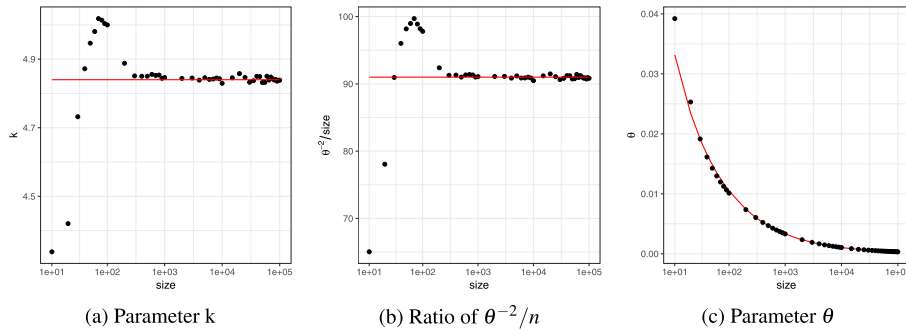 4.9
4.7
4.5
k
1e+01
1e+02
1e+03
1e+04
1e+05
size
(a) Parameter k
100
90
80
70
θ⁻²/size
1e+01
1e+02
1e+03
1e+04
1e+05
size
(b) Ratio of θ⁻²/n
0.04
0.03
0.02
0.01
0.00
θ
1e+01
1e+02
1e+03
1e+04
1e+05
size
(c) Parameter θ